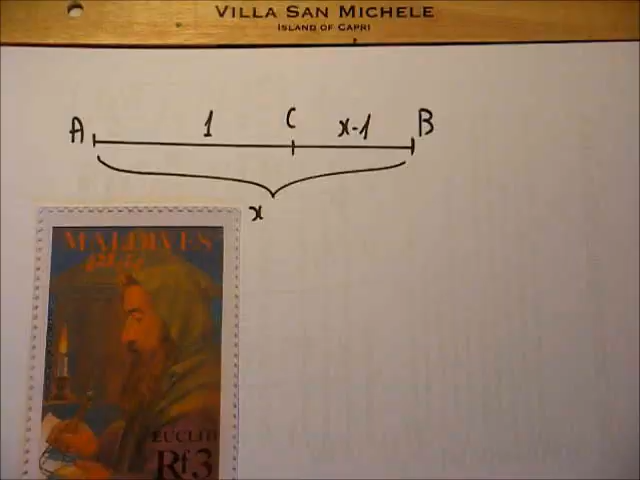 VILLA SAN MICHELE
ISLAND OF CAPRI
A 1 C x-1 B
x
MALDIVES
EUCLID
Rf3